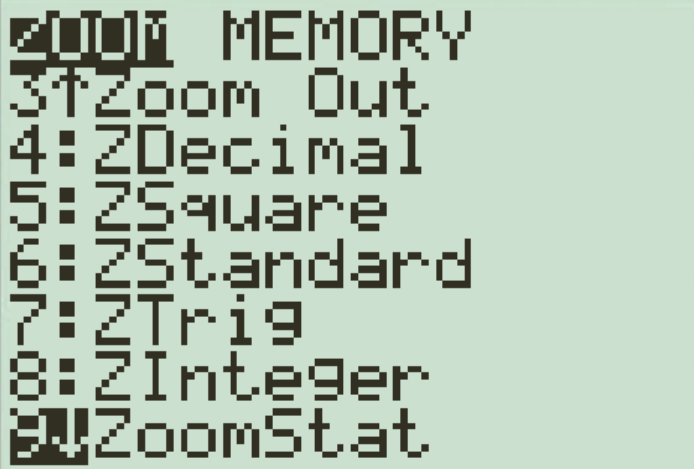 ZOOM MEMORY
3↑Zoom Out
4:ZDecimal
5:ZSquare
6:ZStandard
7:ZTrig
8:ZInteger
9↓ZoomStat